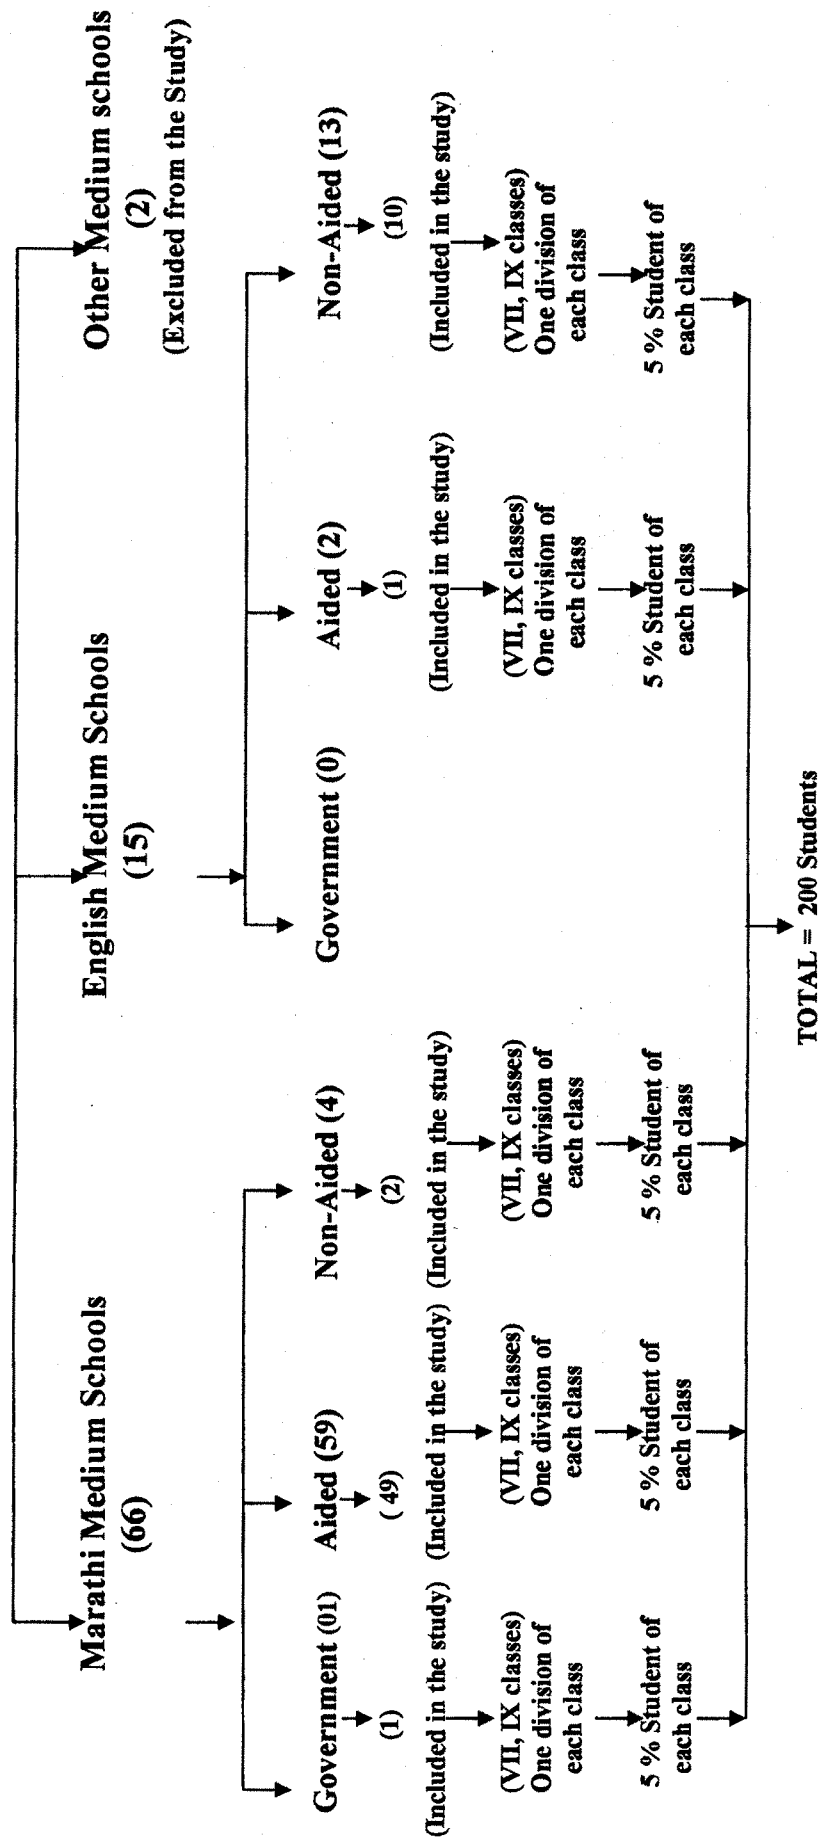 Marathi Medium Schools
(66)
English Medium Schools
(15)
Other Medium schools
(2)
(Excluded from the Study)
Government (01)
(1)
(Included in the study)
(VII, IX classes)
One division of
each class
5 % Student of
each class
Aided (59)
( 49)
(Included in the study)
(VII, IX classes)
One division of
each class
5 % Student of
each class
Non-Aided (4)
(2)
(Included in the study)
(VII, IX classes)
One division of
each class
5 % Student of
each class
Government (0)
Aided (2)
(1)
(Included in the study)
(VII, IX classes)
One division of
each class
5 % Student of
each class
Non-Aided (13)
(10)
(Included in the study)
(VII, IX classes)
One division of
each class
5 % Student of
each class
TOTAL = 200 Students